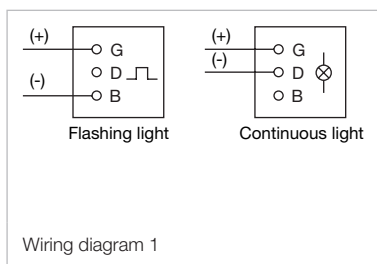 (+)
G
(-)
D
B
Flashing light
(+)
G
(-)
D
B
Continuous light
Wiring diagram 1